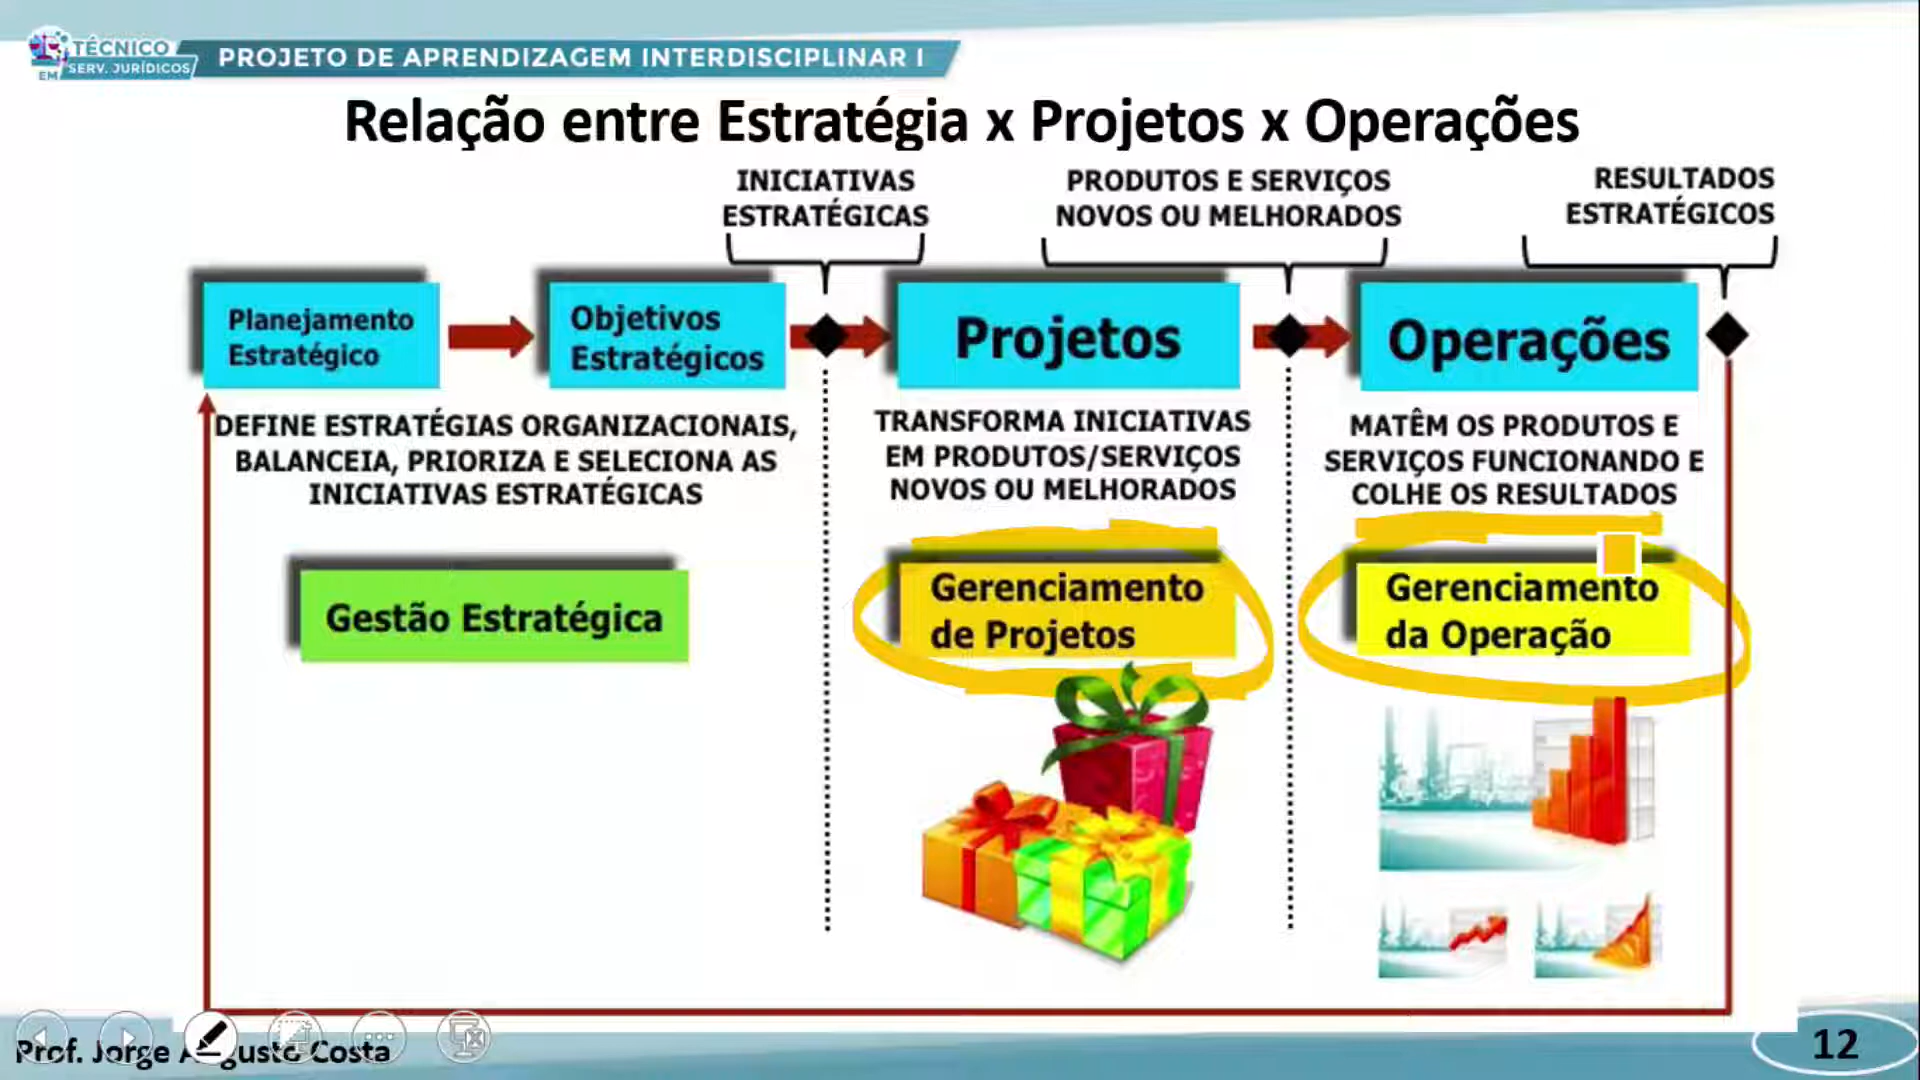 TÉCNICO
EM SERV. JURÍDICOS
PROJETO DE APRENDIZAGEM INTERDISCIPLINAR I
Relação entre Estratégia x Projetos x Operações
INICIATIVAS
ESTRATÉGICAS
PRODUTOS E SERVIÇOS
NOVOS OU MELHORADOS
RESULTADOS
ESTRATÉGICOS
Planejamento
Estratégico
Objetivos
Estratégicos
Projetos
Operações
DEFINE ESTRATÉGIAS ORGANIZACIONAIS,
BALANCEIA, PRIORIZA E SELECIONA AS
INICIATIVAS ESTRATÉGICAS
TRANSFORMA INICIATIVAS
EM PRODUTOS/SERVIÇOS
NOVOS OU MELHORADOS
MATÊM OS PRODUTOS E
SERVIÇOS FUNCIONANDO E
COLHE OS RESULTADOS
Gestão Estratégica
Gerenciamento
de Projetos
Gerenciamento
da Operação
Prof. Jorge Augusto Costa
12